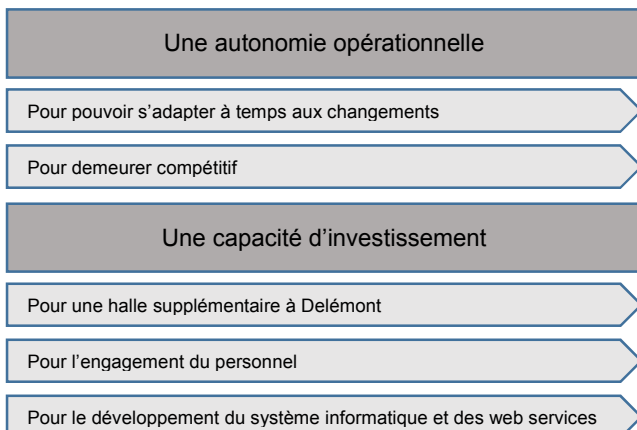 Une autonomie opérationnelle
Pour pouvoir s’adapter à temps aux changements
Pour demeurer compétitif
Une capacité d’investissement
Pour une halle supplémentaire à Delémont
Pour l’engagement du personnel
Pour le développement du système informatique et des web services